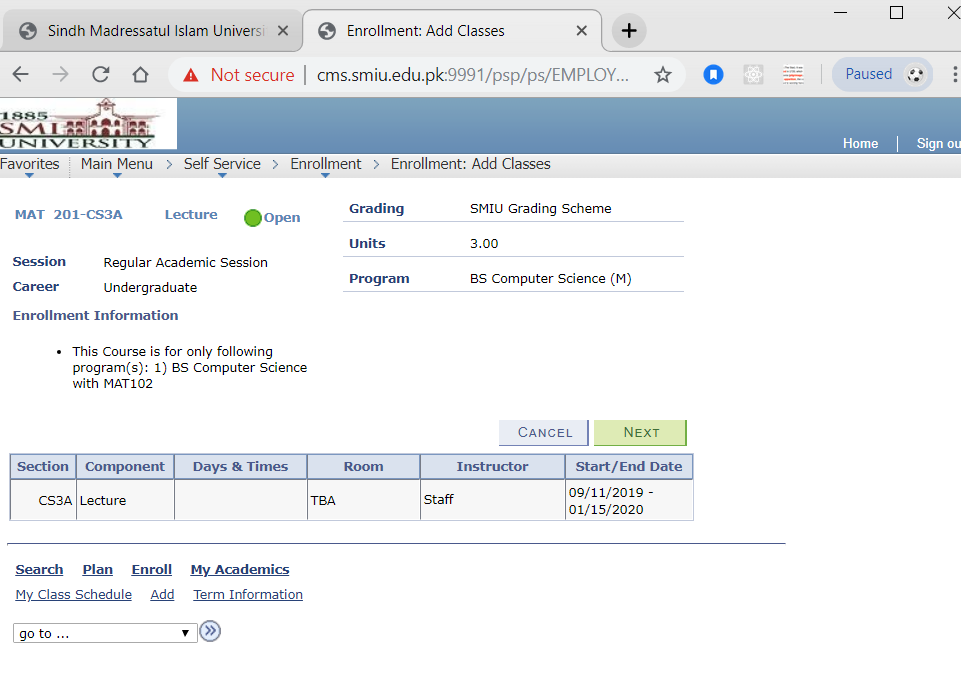 Sindh Madressatul Islam Universi
Enrollment: Add Classes
Not secure | cms.smiu.edu.pk:9991/psp/ps/EMPLOY...
Paused
1885
SMI
UNIVERSITY
Home
Sign ou
Favorites Main Menu > Self Service > Enrollment > Enrollment: Add Classes
MAT 201-CS3A Lecture Open
Grading SMIU Grading Scheme
Units 3.00
Program BS Computer Science (M)
Session Regular Academic Session
Career Undergraduate
Enrollment Information
• This Course is for only following
program(s): 1) BS Computer Science
with MAT102
CANCEL NEXT
Section Component Days & Times Room Instructor Start/End Date
CS3A Lecture TBA Staff 09/11/2019 -
01/15/2020
Search Plan Enroll My Academics
My Class Schedule Add Term Information
go to ...